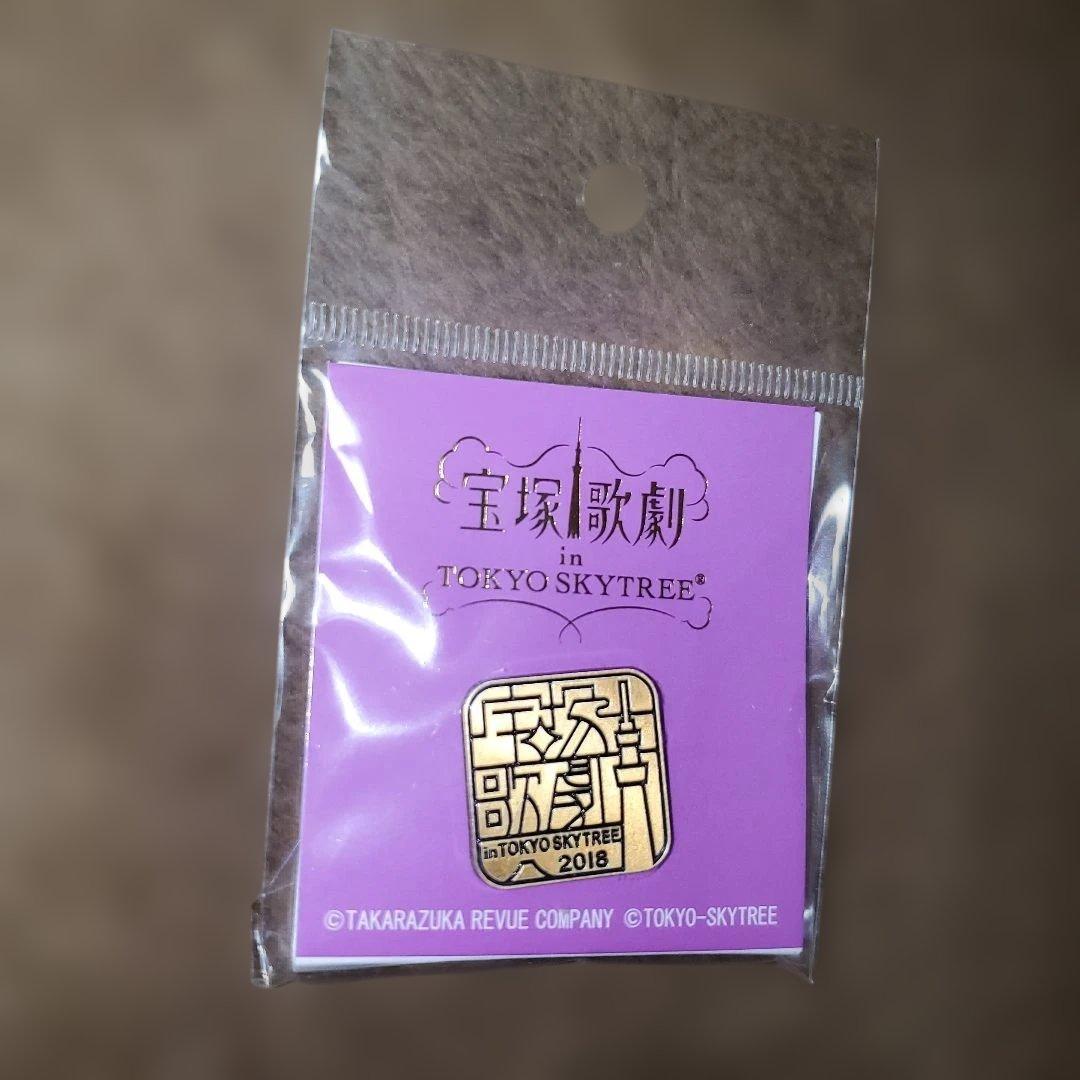 宝塚歌劇
in
TOKYO SKYTREE®
宝塚
歌劇
in TOKYO SKYTREE
2018
©TAKARAZUKA REVUE COMPANY ©TOKYO-SKYTREE